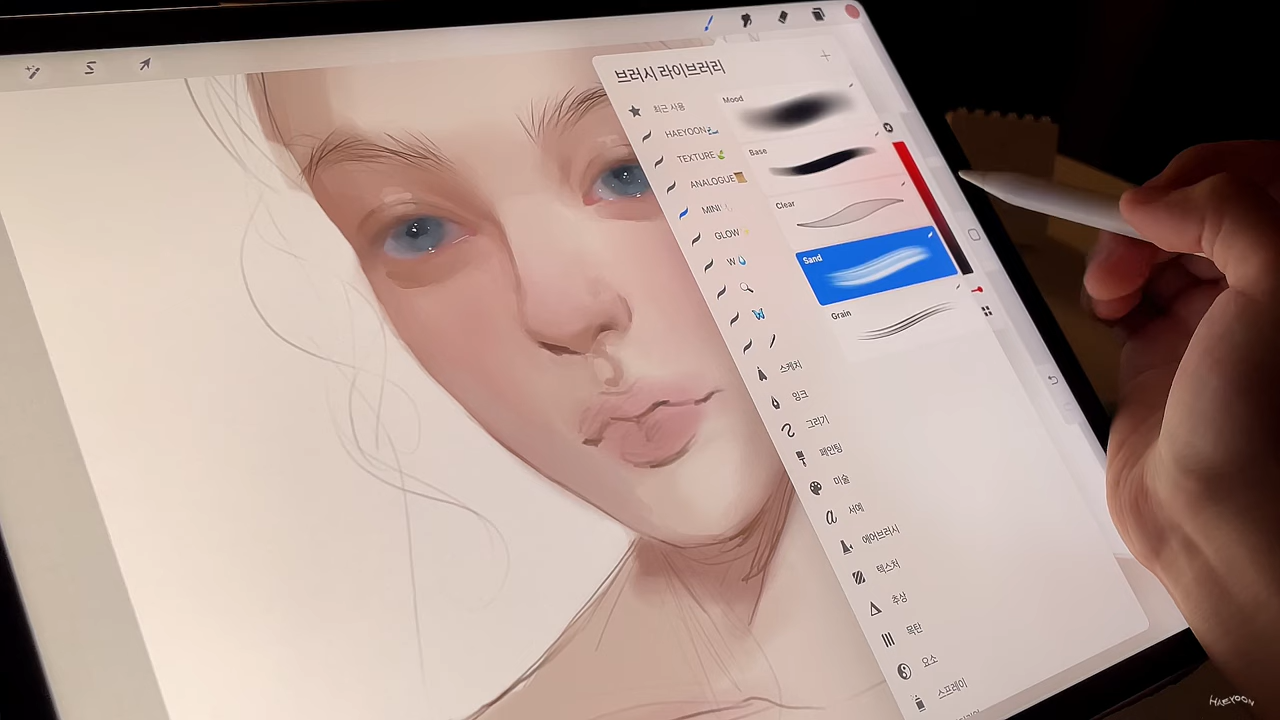 브러시 라이브러리
최근 사용
HAEYOON
TEXTURE
ANALOGUE
MINI
GLOW
W
스케치
잉크
그리기
페인팅
미술
서예
에어브러시
텍스처
추상
목탄
요소
스프레이
Mood
Base
Clear
Sand
Grain
HAEYOON